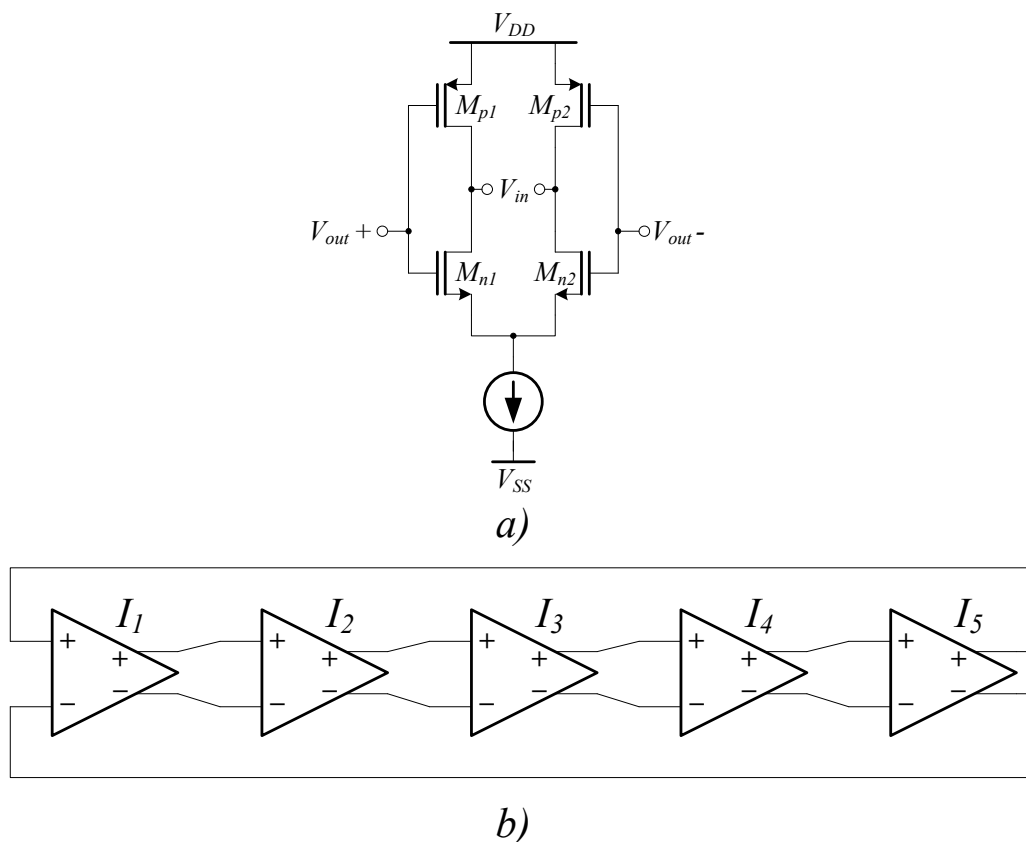 V_DD
M_p1 M_p2
V_in
V_out + V_out -
M_n1 M_n2
V_SS
a)
I_1 I_2 I_3 I_4 I_5
+ + + + +
+ + + + +
− − − − −
− − − − −
b)